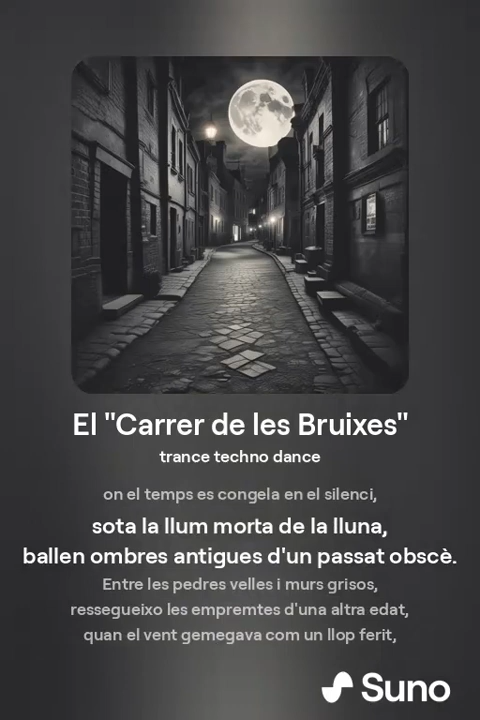 El "Carrer de les Bruixes"
trance techno dance
on el temps es congela en el silenci,
sota la llum morta de la lluna,
ballen ombres antigues d'un passat obscè.
Entre les pedres velles i murs grisos,
ressegueixo les empremtes d'una altra edat,
quan el vent gemegava com un llop ferit,
Suno